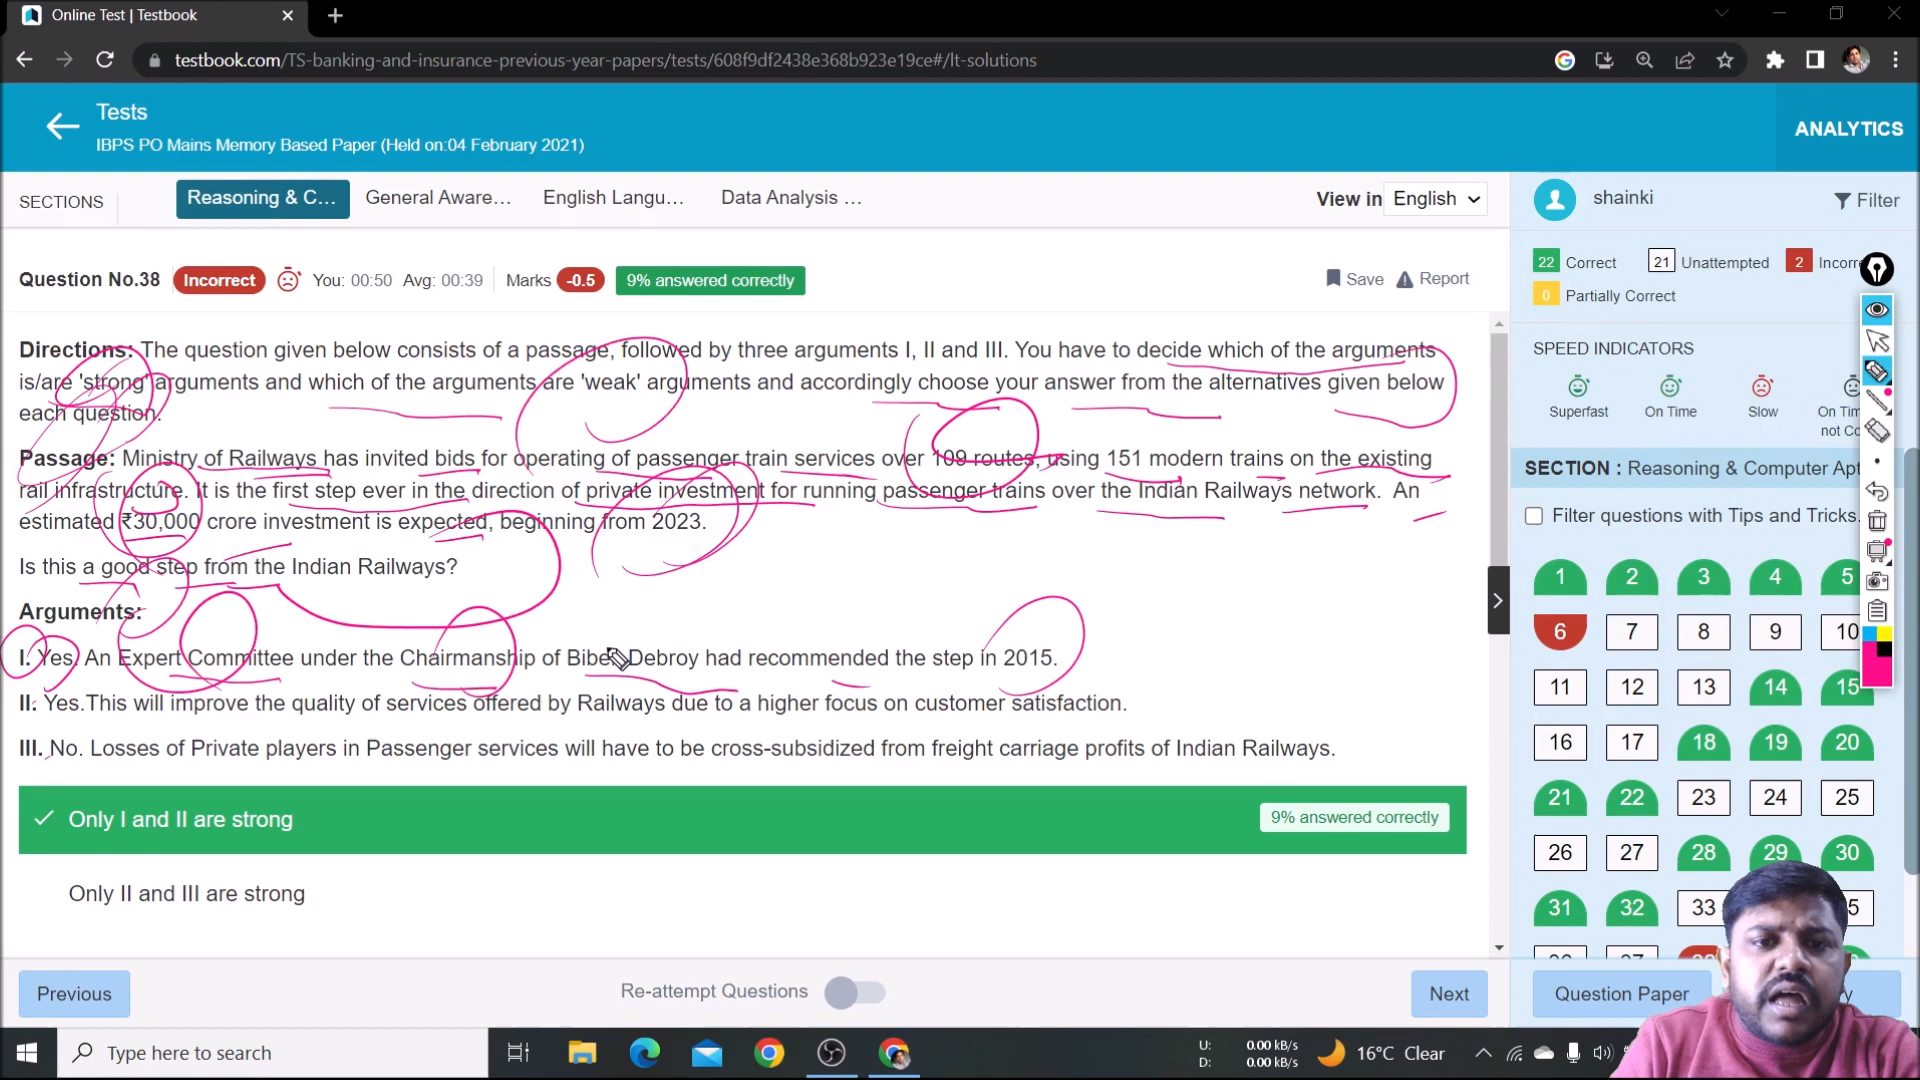 Online Test | Testbook
testbook.com/TS-banking-and-insurance-previous-year-papers/tests/608f9df2438e368b923e19ce#/lt-solutions
Tests
IBPS PO Mains Memory Based Paper (Held on:04 February 2021)
ANALYTICS
SECTIONS
Reasoning & C...
General Aware...
English Langu...
Data Analysis ...
View in
English
shainki
Filter
Question No.38
Incorrect
You: 00:50 Avg: 00:39
Marks
-0.5
9% answered correctly
Save
Report
22 Correct
21 Unattempted
2 Incorre
0 Partially Correct
Directions: The question given below consists of a passage, followed by three arguments I, II and III. You have to decide which of the arguments
is/are 'strong' arguments and which of the arguments are 'weak' arguments and accordingly choose your answer from the alternatives given below
each question.
Passage: Ministry of Railways has invited bids for operating of passenger train services over 109 routes, using 151 modern trains on the existing
rail infrastructure. It is the first step ever in the direction of private investment for running passenger trains over the Indian Railways network. An
estimated ₹30,000 crore investment is expected, beginning from 2023.
Is this a good step from the Indian Railways?
Arguments:
I. Yes. An Expert Committee under the Chairmanship of Bibek Debroy had recommended the step in 2015.
II. Yes.This will improve the quality of services offered by Railways due to a higher focus on customer satisfaction.
III. No. Losses of Private players in Passenger services will have to be cross-subsidized from freight carriage profits of Indian Railways.
Only I and II are strong
9% answered correctly
Only II and III are strong
SPEED INDICATORS
Superfast
On Time
Slow
On Tim
not Co
SECTION : Reasoning & Computer Apt
Filter questions with Tips and Tricks.
1 2 3 4 5
6 7 8 9 10
11 12 13 14 15
16 17 18 19 20
21 22 23 24 25
26 27 28 29 30
31 32 33 5
Previous
Re-attempt Questions
Next
Question Paper
y
Type here to search
U: 0.00 kB/s
D: 0.00 kB/s
16°C Clear